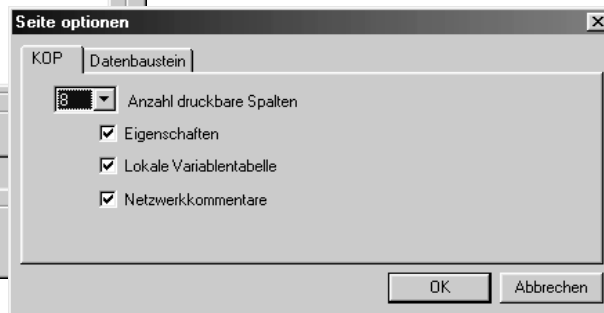 Seite optionen
KOP Datenbaustein
8 Anzahl druckbare Spalten
Eigenschaften
Lokale Variablentabelle
Netzwerkkommentare
OK Abbrechen